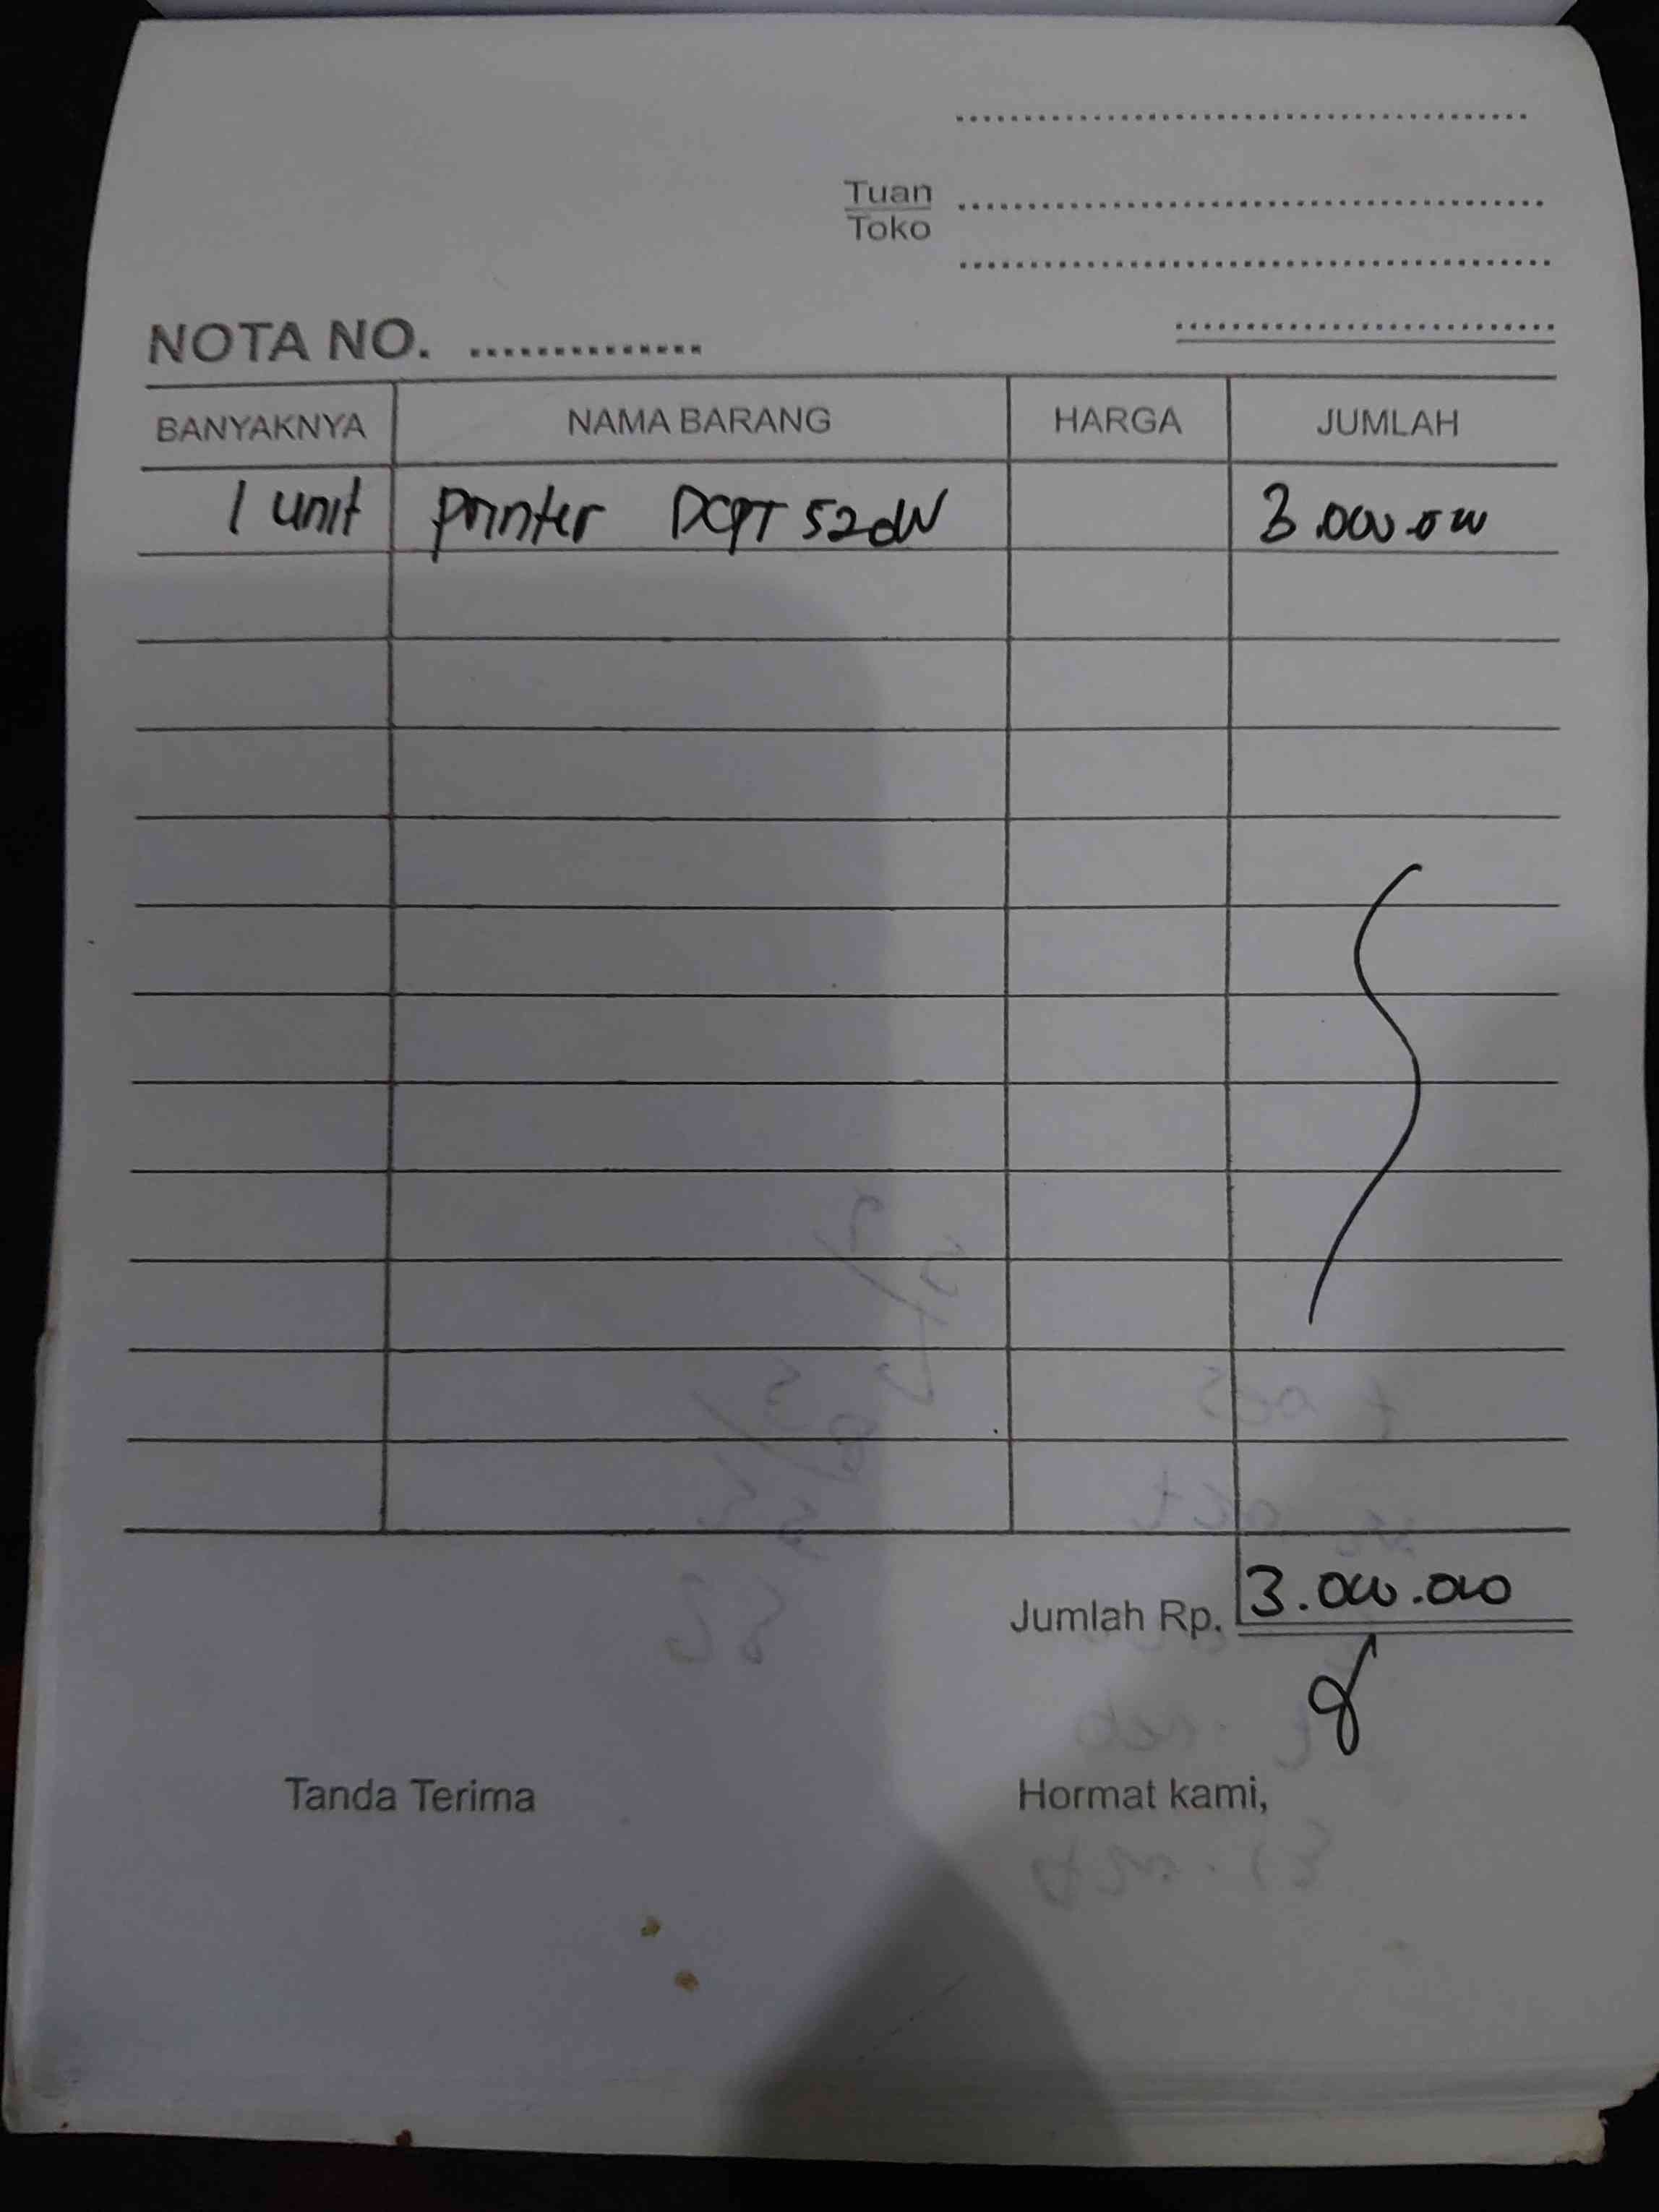 Tuan
Toko
NOTA NO. ..............
BANYAKNYA NAMA BARANG HARGA JUMLAH
1 unit printer DCPT 520W 3.000.000
Jumlah Rp. 3.000.000
Tanda Terima Hormat kami,